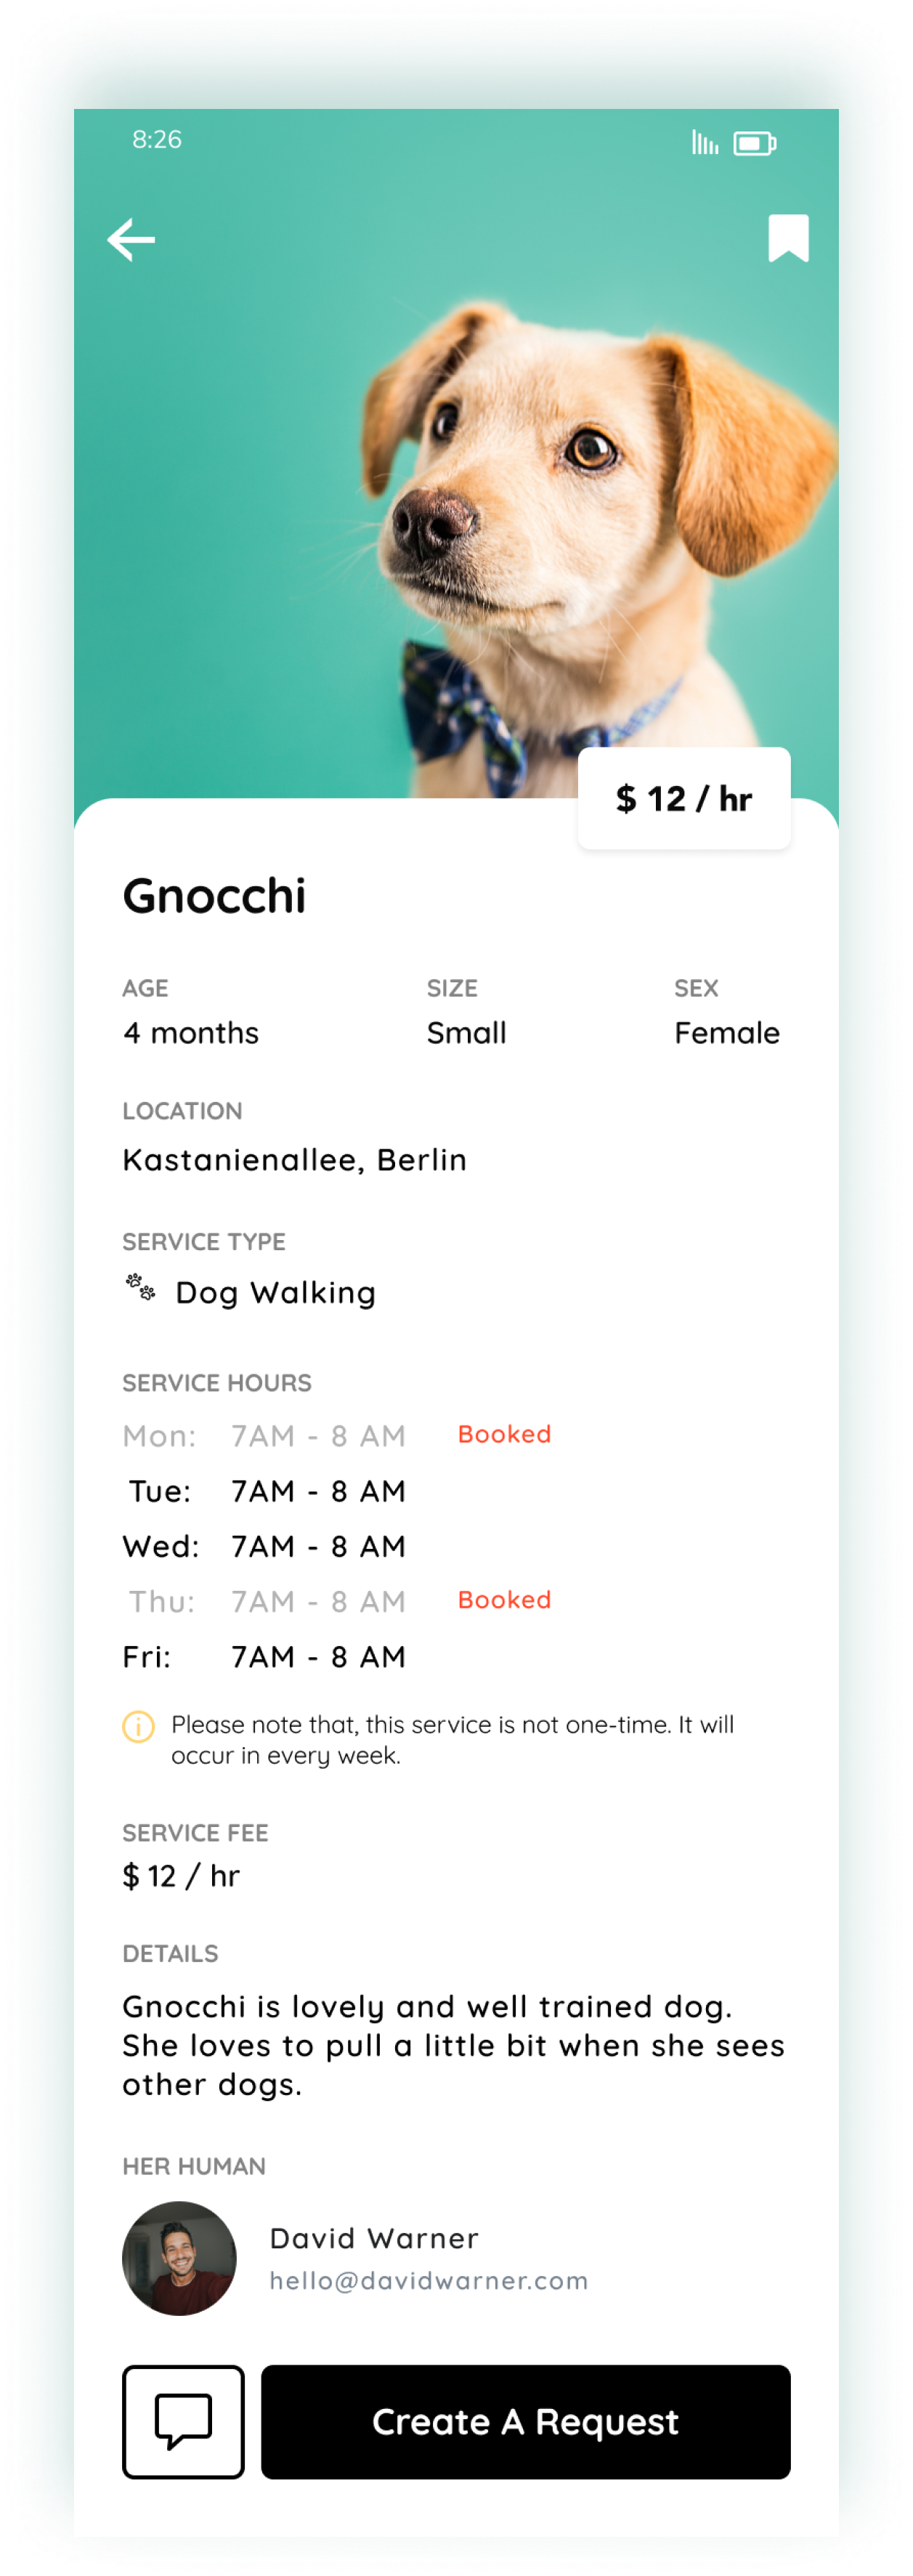 8:26
$ 12 / hr
Gnocchi
AGE SIZE SEX
4 months Small Female
LOCATION
Kastanienallee, Berlin
SERVICE TYPE
Dog Walking
SERVICE HOURS
Mon: 7AM - 8 AM Booked
Tue: 7AM - 8 AM
Wed: 7AM - 8 AM
Thu: 7AM - 8 AM Booked
Fri: 7AM - 8 AM
Please note that, this service is not one-time. It will
occur in every week.
SERVICE FEE
$ 12 / hr
DETAILS
Gnocchi is lovely and well trained dog.
She loves to pull a little bit when she sees
other dogs.
HER HUMAN
David Warner
hello@davidwarner.com
Create A Request